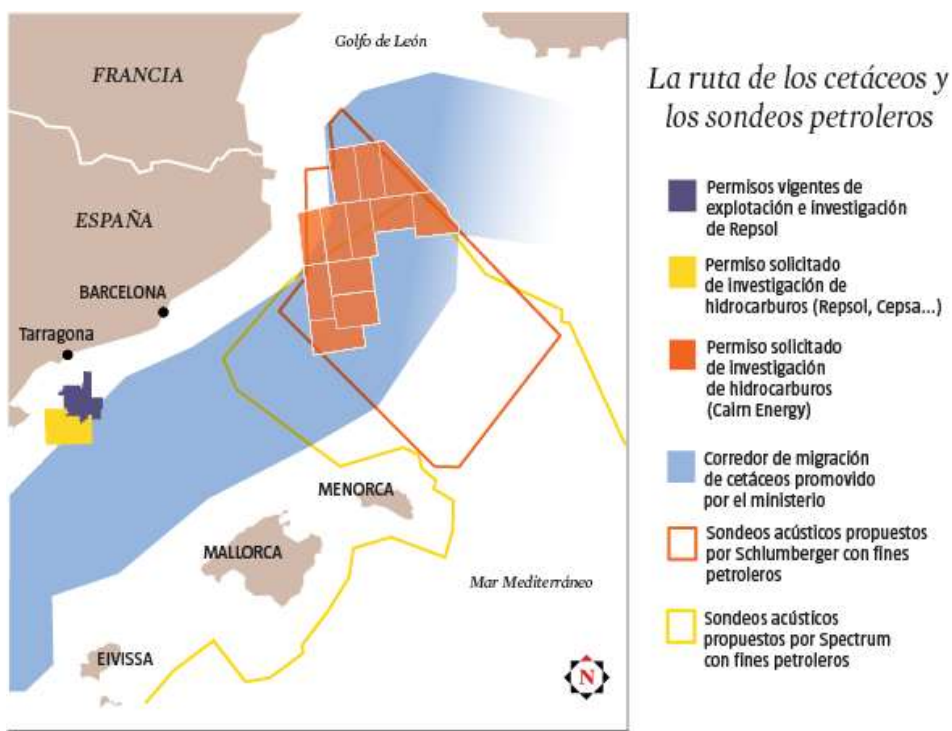 Golfo de León
FRANCIA
ESPAÑA
BARCELONA
Tarragona
MENORCA
MALLORCA
Mar Mediterráneo
EIVISSA
N
La ruta de los cetáceos y
los sondeos petroleros
Permisos vigentes de
explotación e investigación
de Repsol
Permiso solicitado
de investigación de
hidrocarburos (Repsol, Cepsa...)
Permiso solicitado
de investigación
de hidrocarburos
(Cairn Energy)
Corredor de migración
de cetáceos promovido
por el ministerio
Sondeos acústicos propuestos
por Schlumberger con fines
petroleros
Sondeos acústicos
propuestos por Spectrum
con fines petroleros